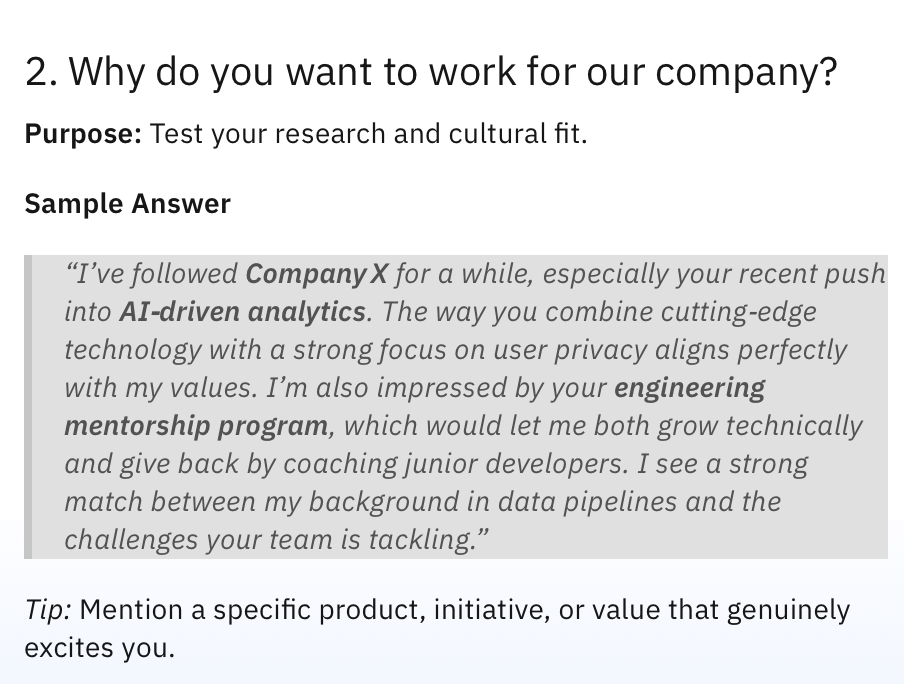 2. Why do you want to work for our company?
Purpose: Test your research and cultural fit.
Sample Answer
“I’ve followed Company X for a while, especially your recent push
into AI-driven analytics. The way you combine cutting-edge
technology with a strong focus on user privacy aligns perfectly
with my values. I’m also impressed by your engineering
mentorship program, which would let me both grow technically
and give back by coaching junior developers. I see a strong
match between my background in data pipelines and the
challenges your team is tackling.”
Tip: Mention a specific product, initiative, or value that genuinely
excites you.